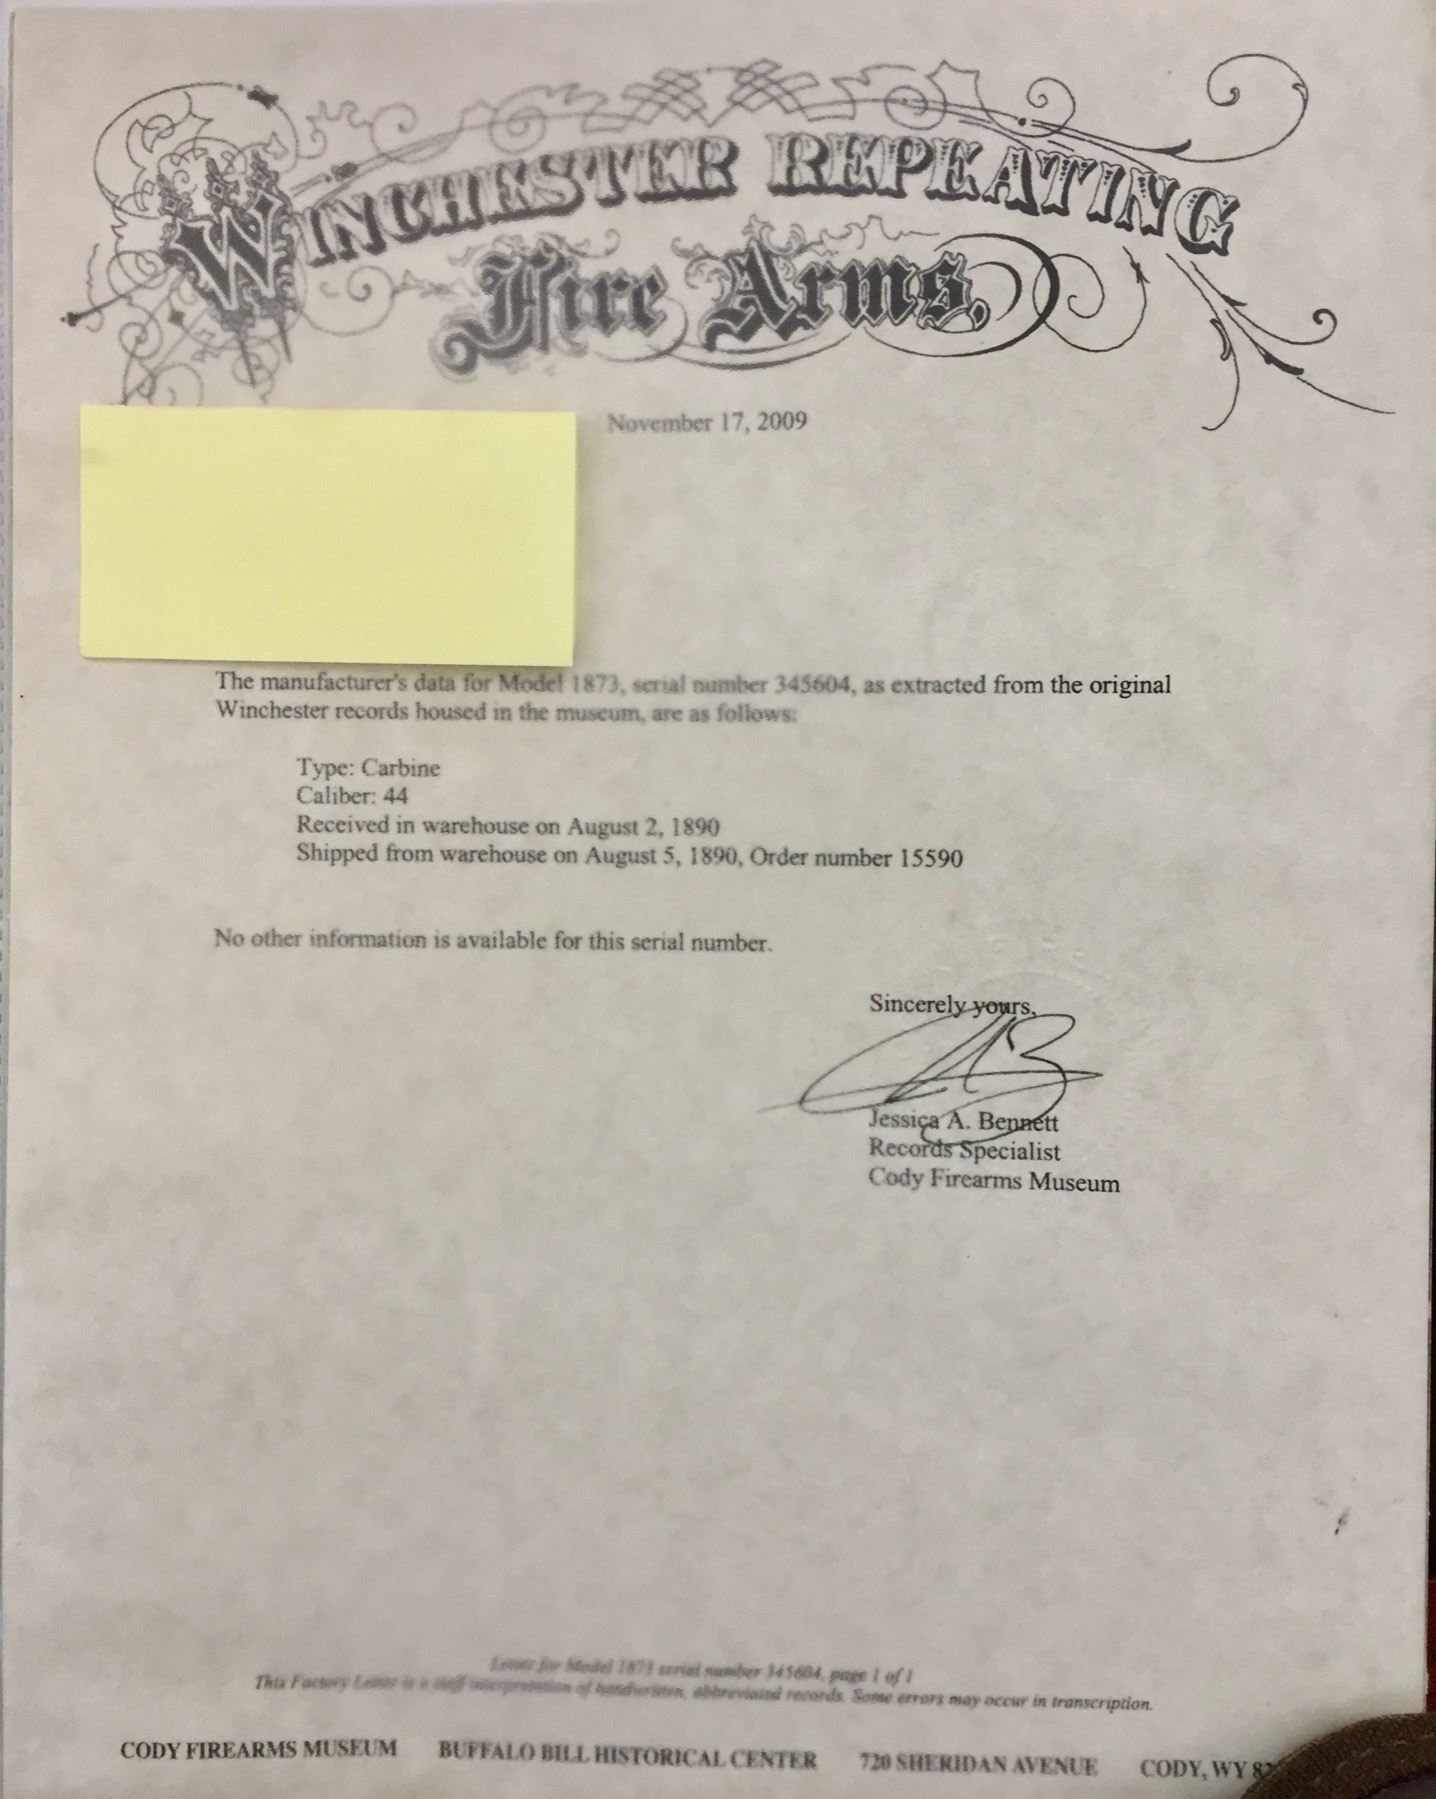 WINCHESTER REPEATING
Fire Arms,
November 17, 2009
The manufacturer's data for Model 1873, serial number 345604, as extracted from the original
Winchester records housed in the museum, are as follows:
Type: Carbine
Caliber: 44
Received in warehouse on August 2, 1890
Shipped from warehouse on August 5, 1890, Order number 15590
No other information is available for this serial number.
Sincerely yours,
Jessica A. Bennett
Records Specialist
Cody Firearms Museum
Letter for Model 1873 serial number 345604, page 1 of 1
This Factory Letter is a staff interpretation of handwritten, abbreviated records. Some errors may occur in transcription.
CODY FIREARMS MUSEUM BUFFALO BILL HISTORICAL CENTER 720 SHERIDAN AVENUE CODY, WY